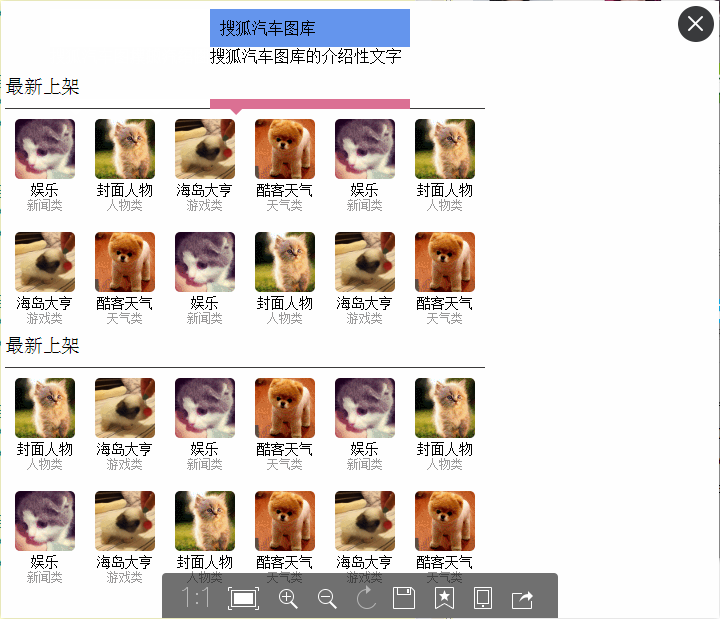 搜狐汽车图库
搜狐汽车图库的介绍性文字
最新上架
娱乐 封面人物 海岛大亨 酷客天气 娱乐 封面人物
新闻类 人物类 游戏类 天气类 新闻类 人物类
海岛大亨 酷客天气 娱乐 封面人物 海岛大亨 酷客天气
游戏类 天气类 新闻类 人物类 游戏类 天气类
最新上架
封面人物 海岛大亨 娱乐 酷客天气 娱乐 封面人物
人物类 游戏类 新闻类 天气类 新闻类 人物类
娱乐 海岛大亨 封面人物 酷客天气 海岛大亨 酷客天气
新闻类 游戏类 人物类 天气类 游戏类 天气类
1:1